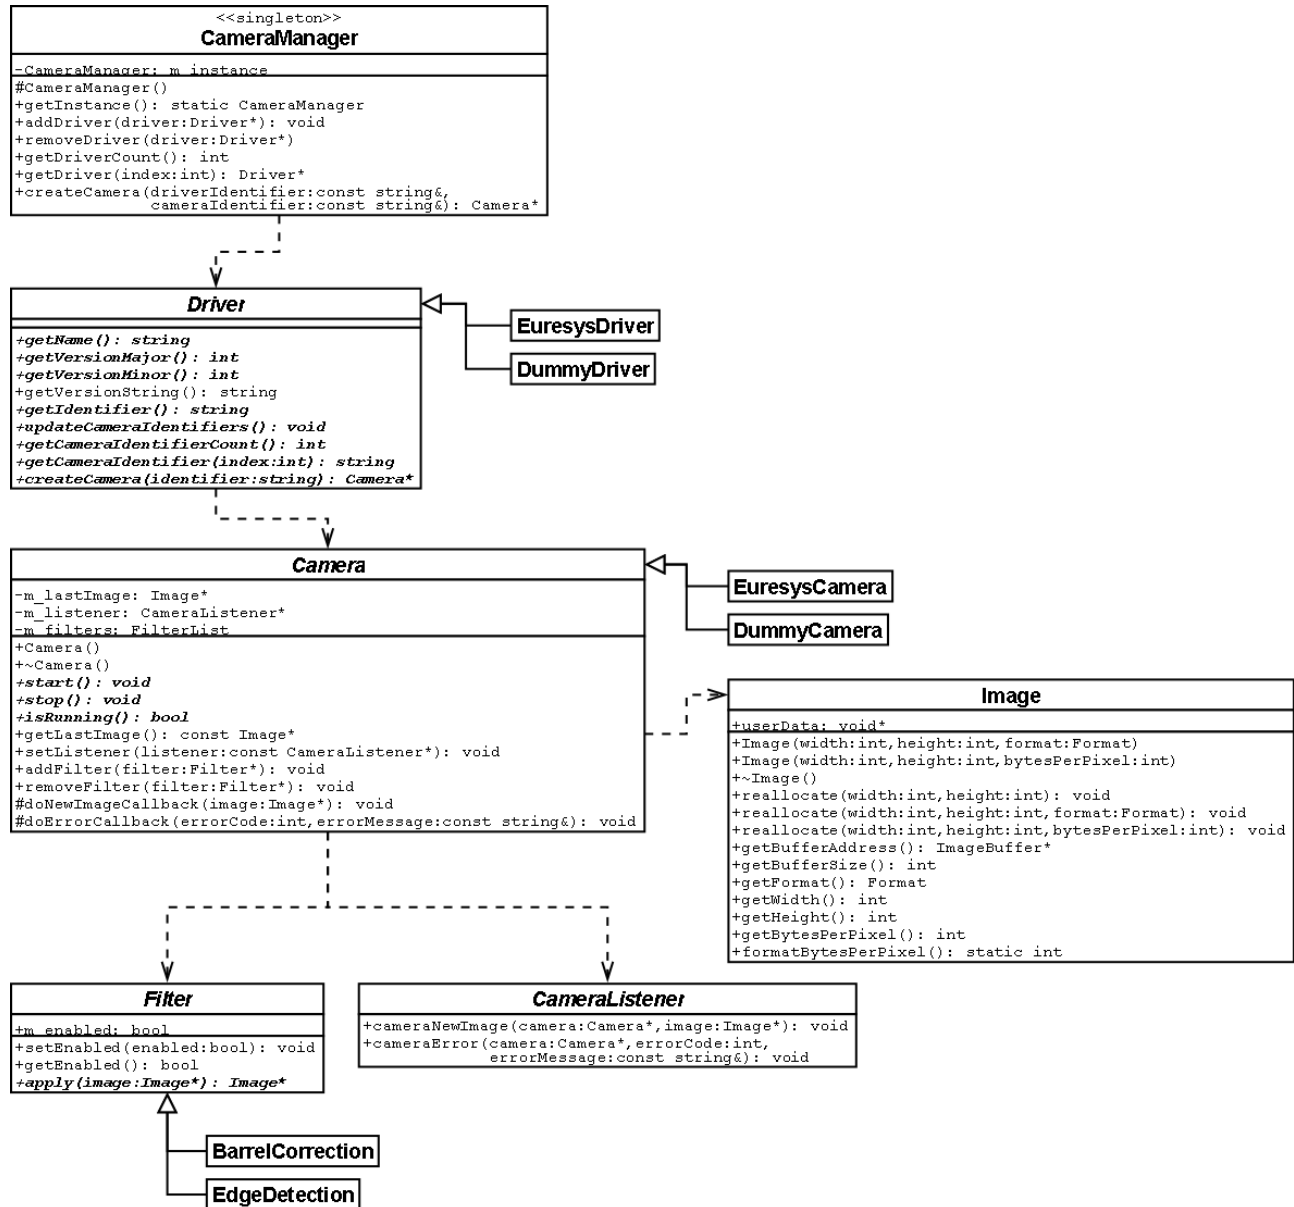 <<singleton>>
CameraManager
-CameraManager: m_instance
#CameraManager()
+getInstance(): static CameraManager
+addDriver(driver:Driver*): void
+removeDriver(driver:Driver*)
+getDriverCount(): int
+getDriver(index:int): Driver*
+createCamera(driverIdentifier:const string&,
cameraIdentifier:const string&): Camera*
Driver
+getName(): string
+getVersionMajor(): int
+getVersionMinor(): int
+getVersionString(): string
+getIdentifier(): string
+updateCameraIdentifiers(): void
+getCameraIdentifierCount(): int
+getCameraIdentifier(index:int): string
+createCamera(identifier:string): Camera*
EuresysDriver
DummyDriver
Camera
-m_lastImage: Image*
-m_listener: CameraListener*
-m_filters: FilterList
+Camera()
+~Camera()
+start(): void
+stop(): void
+isRunning(): bool
+getLastImage(): const Image*
+setListener(listener:const CameraListener*): void
+addFilter(filter:Filter*): void
+removeFilter(filter:Filter*): void
#doNewImageCallback(image:Image*): void
#doErrorCallback(errorCode:int,errorMessage:const string&): void
EuresysCamera
DummyCamera
Image
+userData: void*
+Image(width:int,height:int,format:Format)
+Image(width:int,height:int,bytesPerPixel:int)
+~Image()
+reallocate(width:int,height:int): void
+reallocate(width:int,height:int,format:Format): void
+reallocate(width:int,height:int,bytesPerPixel:int): void
+getBufferAddress(): ImageBuffer*
+getBufferSize(): int
+getFormat(): Format
+getWidth(): int
+getHeight(): int
+getBytesPerPixel(): int
+formatBytesPerPixel(): static int
Filter
+m_enabled: bool
+setEnabled(enabled:bool): void
+getEnabled(): bool
+apply(image:Image*): Image*
CameraListener
+cameraNewImage(camera:Camera*,image:Image*): void
+cameraError(camera:Camera*,errorCode:int,
errorMessage:const string&): void
BarrelCorrection
EdgeDetection